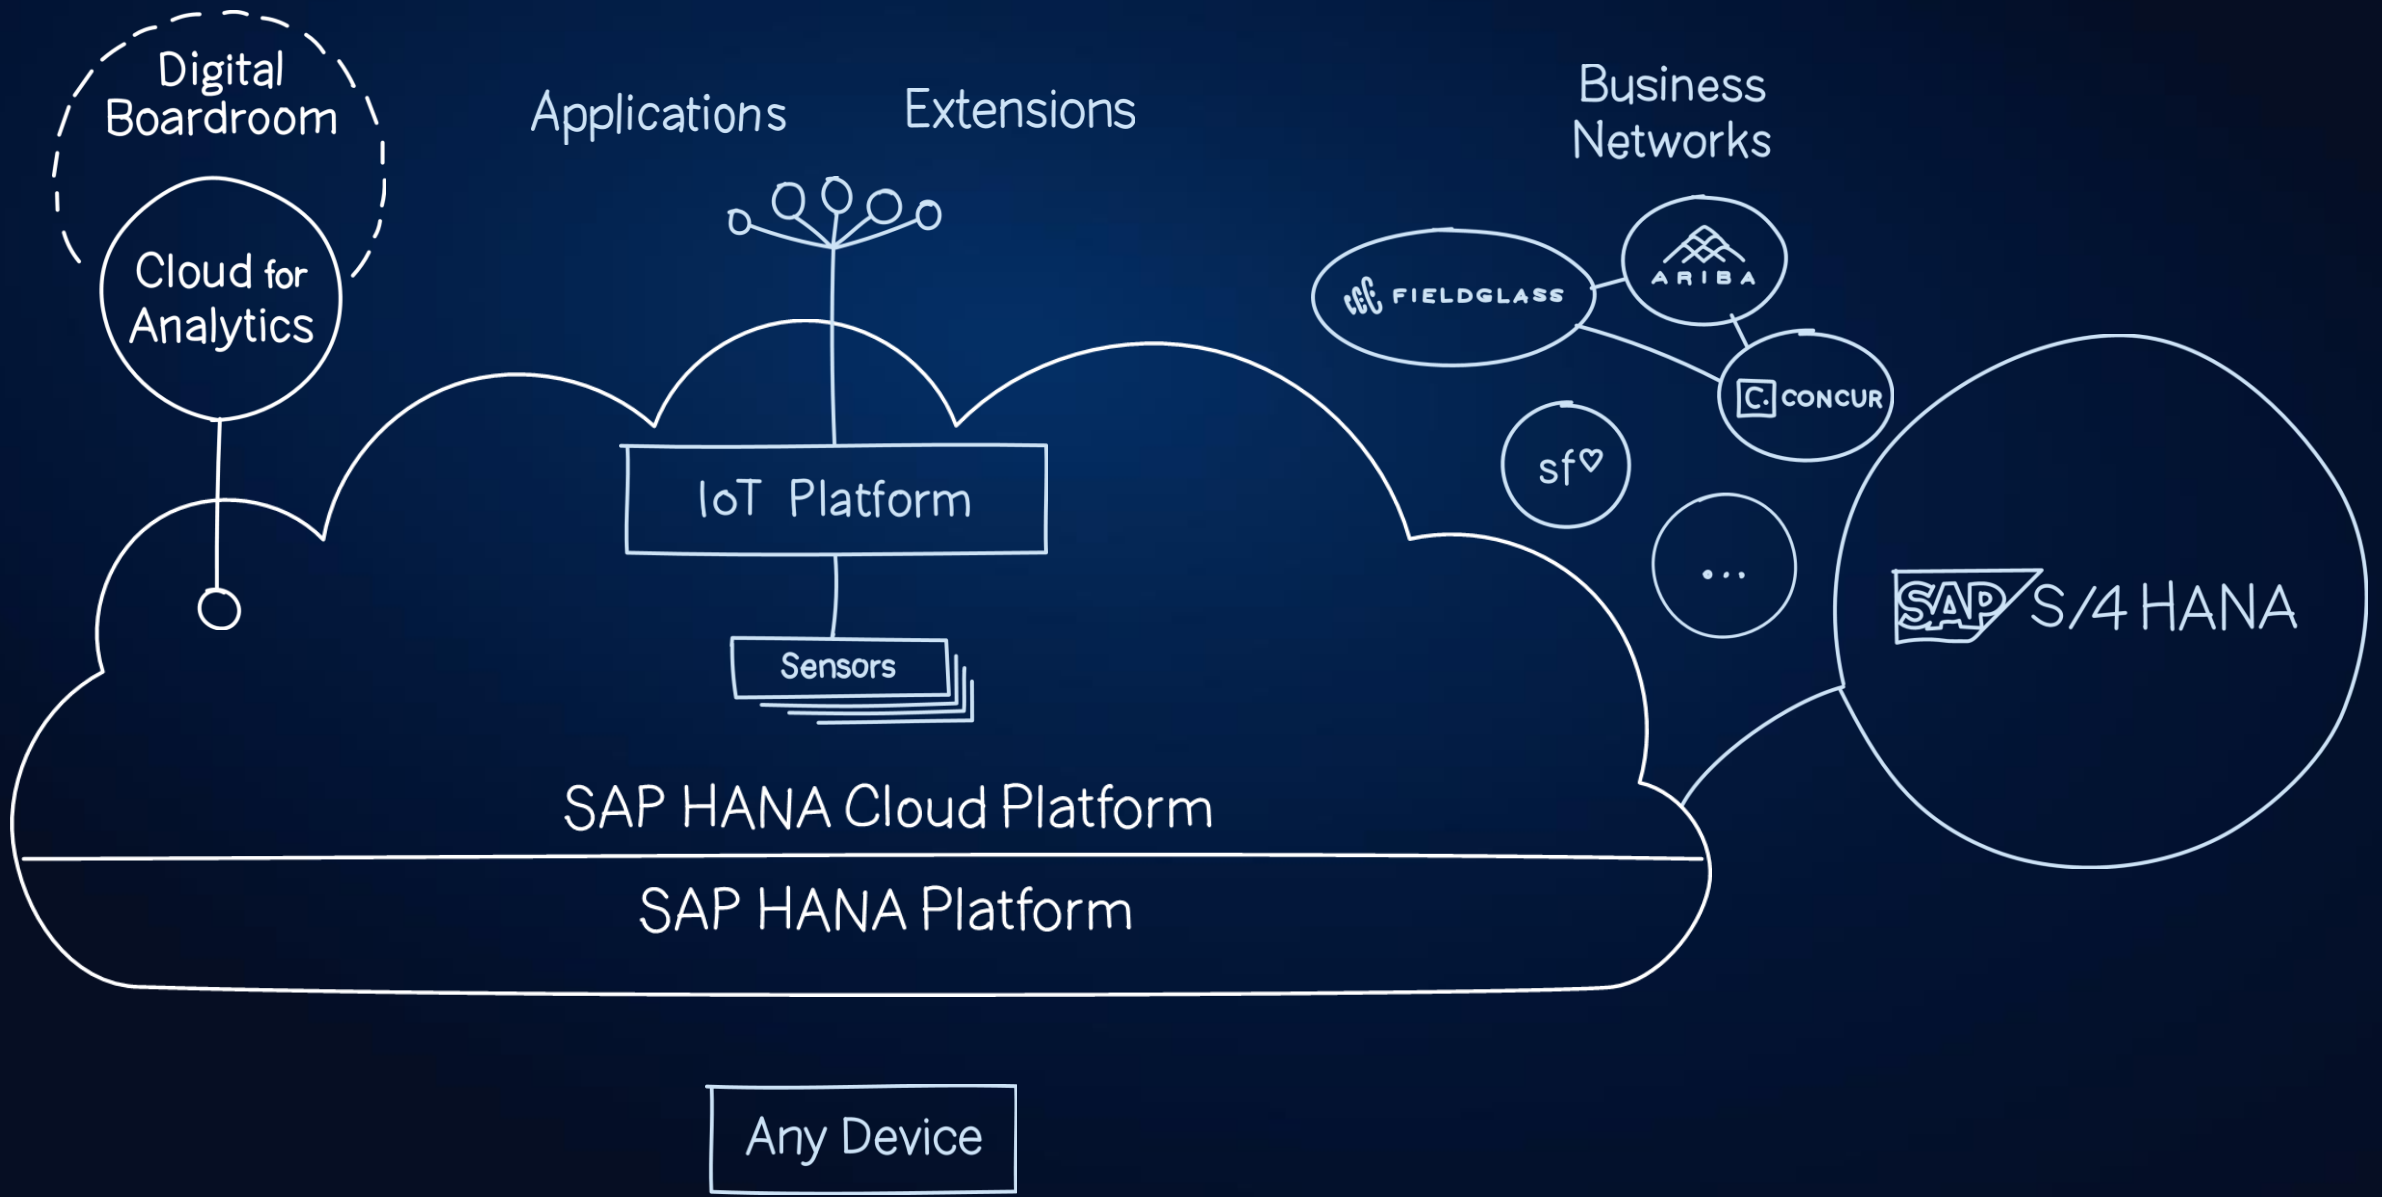 Digital
Boardroom
Cloud for
Analytics
Applications
Extensions
Business
Networks
FIELDGLASS
ARIBA
C. CONCUR
sf♡
...
IoT Platform
Sensors
SAP S/4 HANA
SAP HANA Cloud Platform
SAP HANA Platform
Any Device